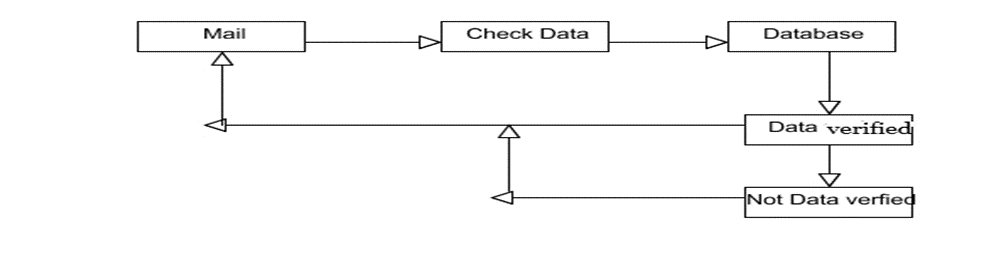 Mail
Check Data
Database
Data verified
Not Data verfied